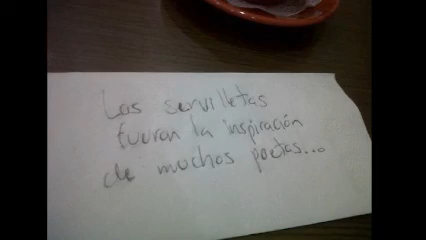 Las servilletas
fueron la inspiración
de muchos poetas...